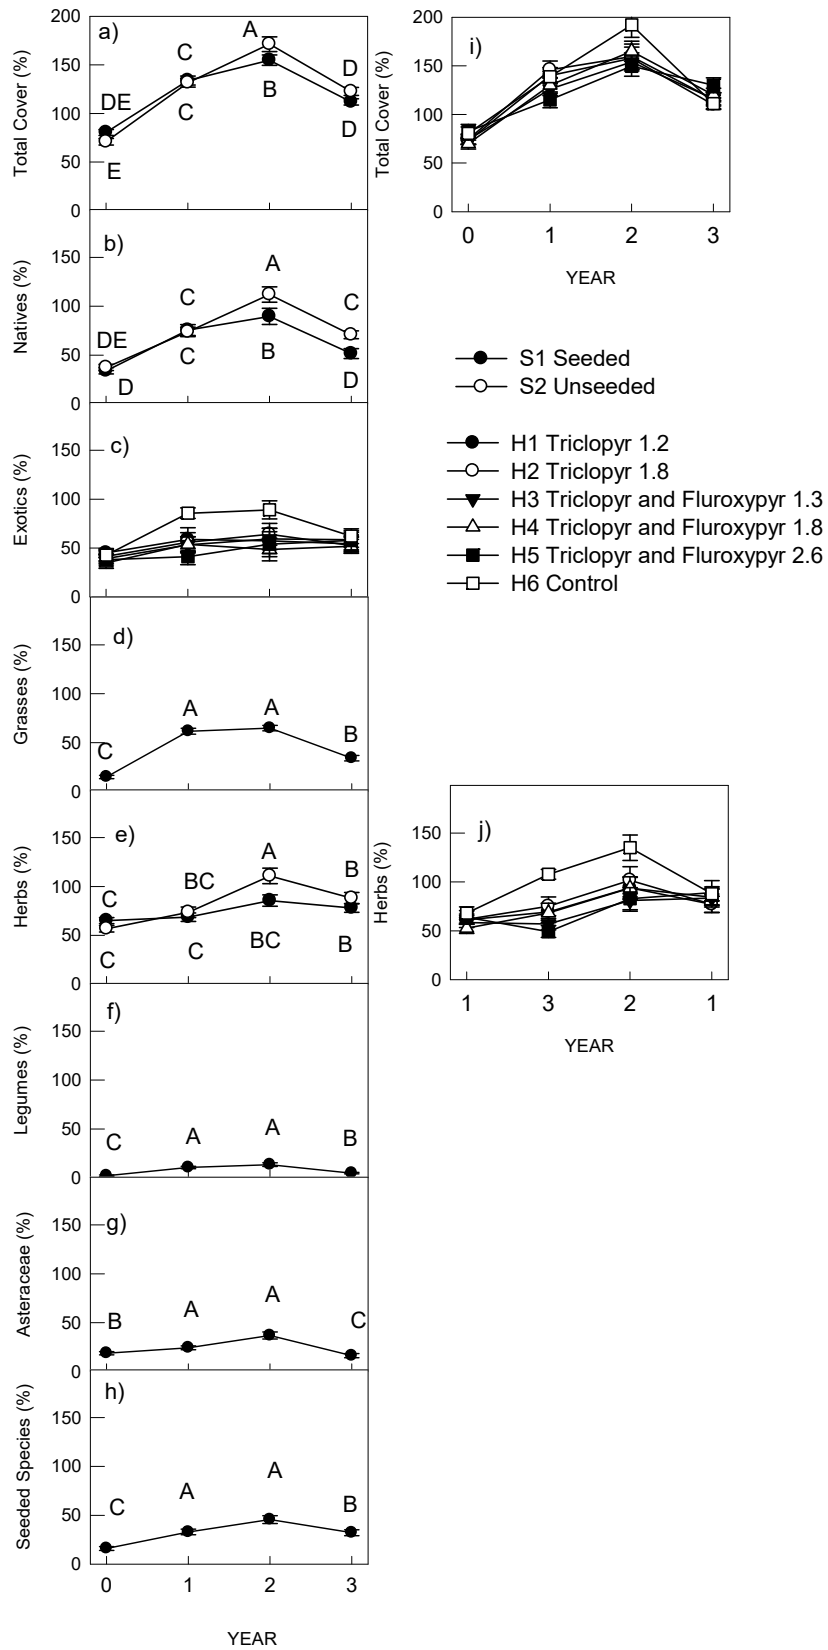 a)
Total Cover (%)
200
150
100
50
0
DE
E
C
C
A
B
D
D
b)
Natives (%)
150
100
50
0
DE
D
C
C
A
B
C
D
c)
Exotics (%)
150
100
50
0
d)
Grasses (%)
150
100
50
0
C
A
A
B
e)
Herbs (%)
150
100
50
0
C
C
BC
C
A
BC
B
B
f)
Legumes (%)
150
100
50
0
C
A
A
B
g)
Asteraceae (%)
150
100
50
0
B
A
A
C
h)
Seeded Species (%)
150
100
50
0
C
A
A
B
0 1 2 3
YEAR
i)
Total Cover (%)
200
150
100
50
0
0 1 2 3
YEAR
S1 Seeded
S2 Unseeded
H1 Triclopyr 1.2
H2 Triclopyr 1.8
H3 Triclopyr and Fluroxypyr 1.3
H4 Triclopyr and Fluroxypyr 1.8
H5 Triclopyr and Fluroxypyr 2.6
H6 Control
j)
Herbs (%)
150
100
50
0
1 3 2 1
YEAR